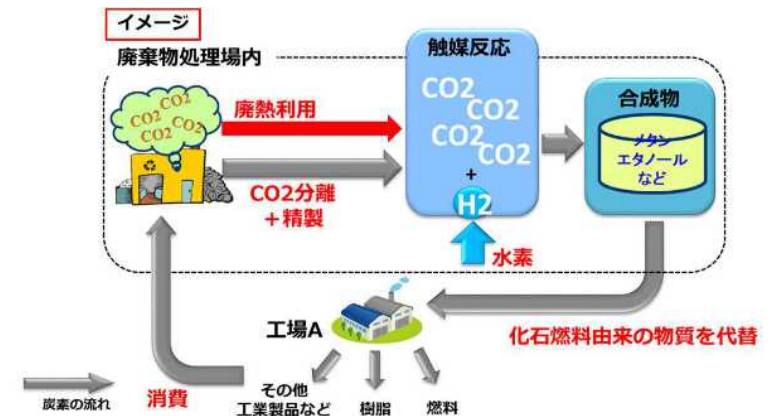 イメージ
廃棄物処理場内
CO2 CO2
CO2 CO2 CO2
廃熱利用
CO2分離
+精製
触媒反応
CO2
CO2
CO2
CO2
+
H2
水素
合成物
メタン
エタノール
など
化石燃料由来の物質を代替
工場A
その他
工業製品など
樹脂
燃料
消費
炭素の流れ